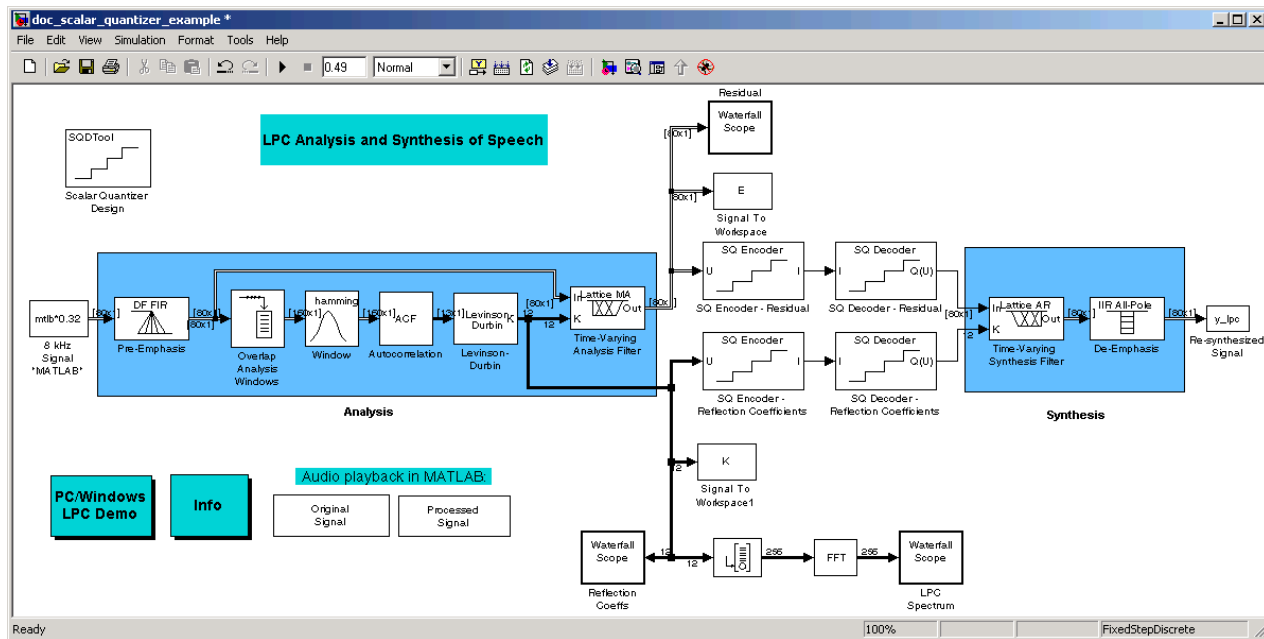 doc_scalar_quantizer_example *
File Edit View Simulation Format Tools Help
0.49 Normal
SQDTool
Scalar Quantizer
Design
LPC Analysis and Synthesis of Speech
Residual
Waterfall
Scope
[80x1]
E
[80x1]
Signal To
Workspace
mtlb*0.32
[80x1]
8 kHz
Signal
"MATLAB"
DF FIR
Pre-Emphasis
[80x1]
[80x1]
Overlap
Analysis
Windows
[160x1]
hamming
Window
[160x1]
ACF
Autocorrelation
[13x1]
Levinson
Durbin
K
Levinson-
Durbin
[80x1]
12
12
Lattice MA
In
Out
K
Time-Varying
Analysis Filter
[80x1]
Analysis
SQ Encoder
U
I
SQ Encoder - Residual
SQ Decoder
I
Q(U)
SQ Decoder - Residual
SQ Encoder
U
I
SQ Encoder -
Reflection Coefficients
SQ Decoder
I
Q(U)
SQ Decoder -
Reflection Coefficients
[80x1]
12
Lattice AR
In
Out
K
Time-Varying
Synthesis Filter
[80x1]
IIR All-Pole
De-Emphasis
[80x1]
y_lpc
Re-synthesized
Signal
Synthesis
12
K
Signal To
Workspace1
PC/Windows
LPC Demo
Info
Audio playback in MATLAB:
Original
Signal
Processed
Signal
Waterfall
Scope
Reflection
Coeffs
12
12
256
FFT
256
Waterfall
Scope
LPC
Spectrum
Ready 100% FixedStepDiscrete